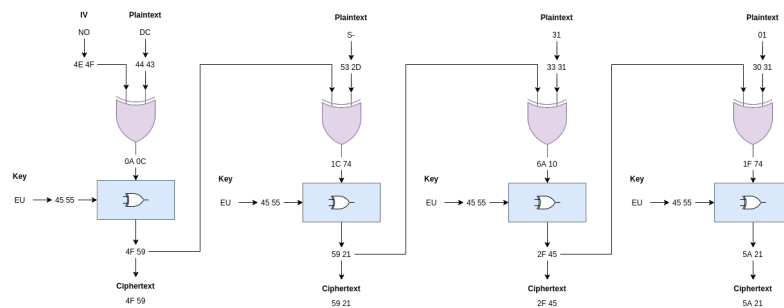 IV Plaintext
NO DC
4E 4F 44 43
0A 0C
Key
EU 45 55
4F 59
Ciphertext
4F 59
Plaintext
S-
53 2D
1C 74
Key
EU 45 55
59 21
Ciphertext
59 21
Plaintext
31
33 31
6A 10
Key
EU 45 55
2F 45
Ciphertext
2F 45
Plaintext
01
30 31
1F 74
Key
EU 45 55
5A 21
Ciphertext
5A 21